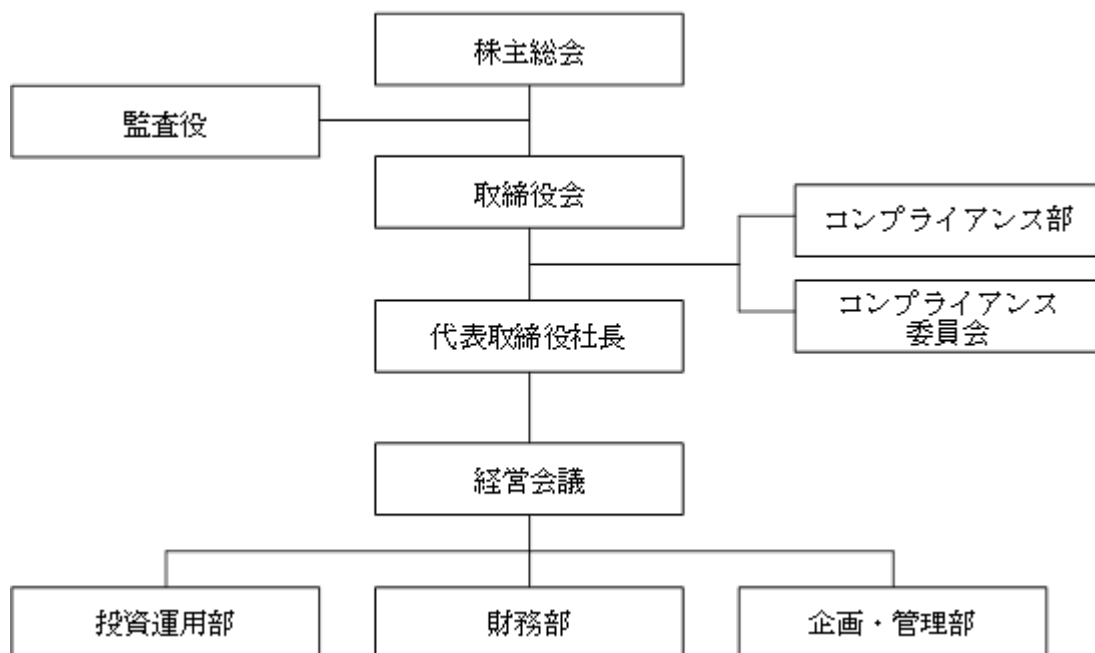 株主総会
監査役
取締役会
コンプライアンス部
コンプライアンス
委員会
代表取締役社長
経営会議
投資運用部
財務部
企画・管理部